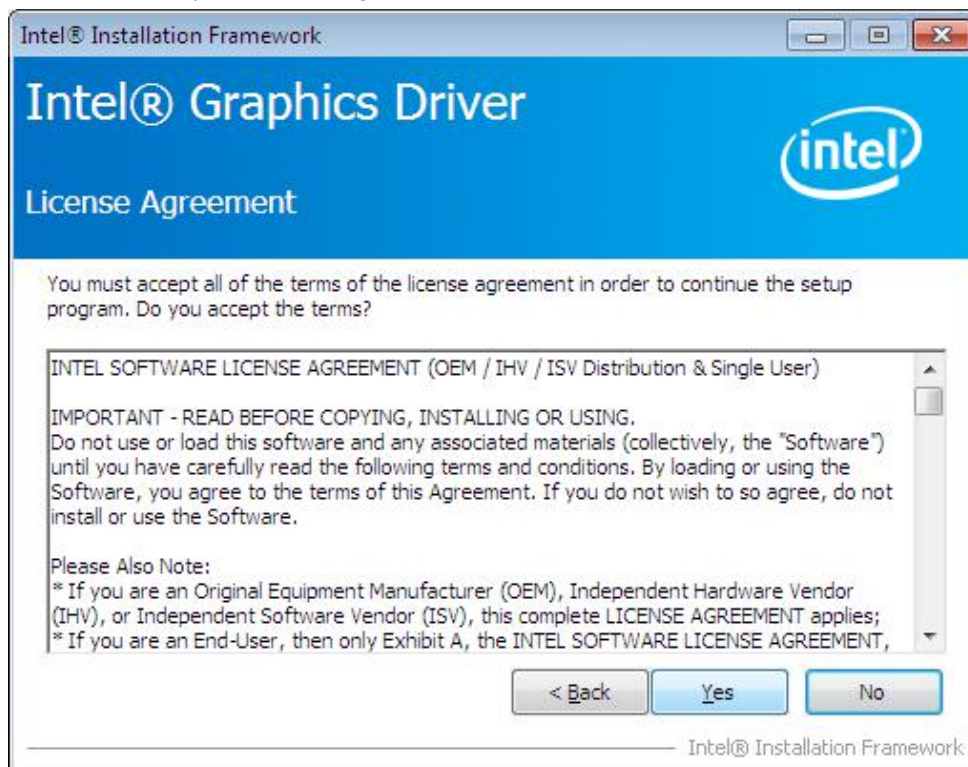 Intel® Installation Framework
Intel® Graphics Driver
intel
License Agreement
You must accept all of the terms of the license agreement in order to continue the setup
program. Do you accept the terms?
INTEL SOFTWARE LICENSE AGREEMENT (OEM / IHV / ISV Distribution & Single User)
IMPORTANT - READ BEFORE COPYING, INSTALLING OR USING.
Do not use or load this software and any associated materials (collectively, the "Software")
until you have carefully read the following terms and conditions. By loading or using the
Software, you agree to the terms of this Agreement. If you do not wish to so agree, do not
install or use the Software.
Please Also Note:
* If you are an Original Equipment Manufacturer (OEM), Independent Hardware Vendor
(IHV), or Independent Software Vendor (ISV), this complete LICENSE AGREEMENT applies;
* If you are an End-User, then only Exhibit A, the INTEL SOFTWARE LICENSE AGREEMENT,
< Back Yes No
Intel® Installation Framework